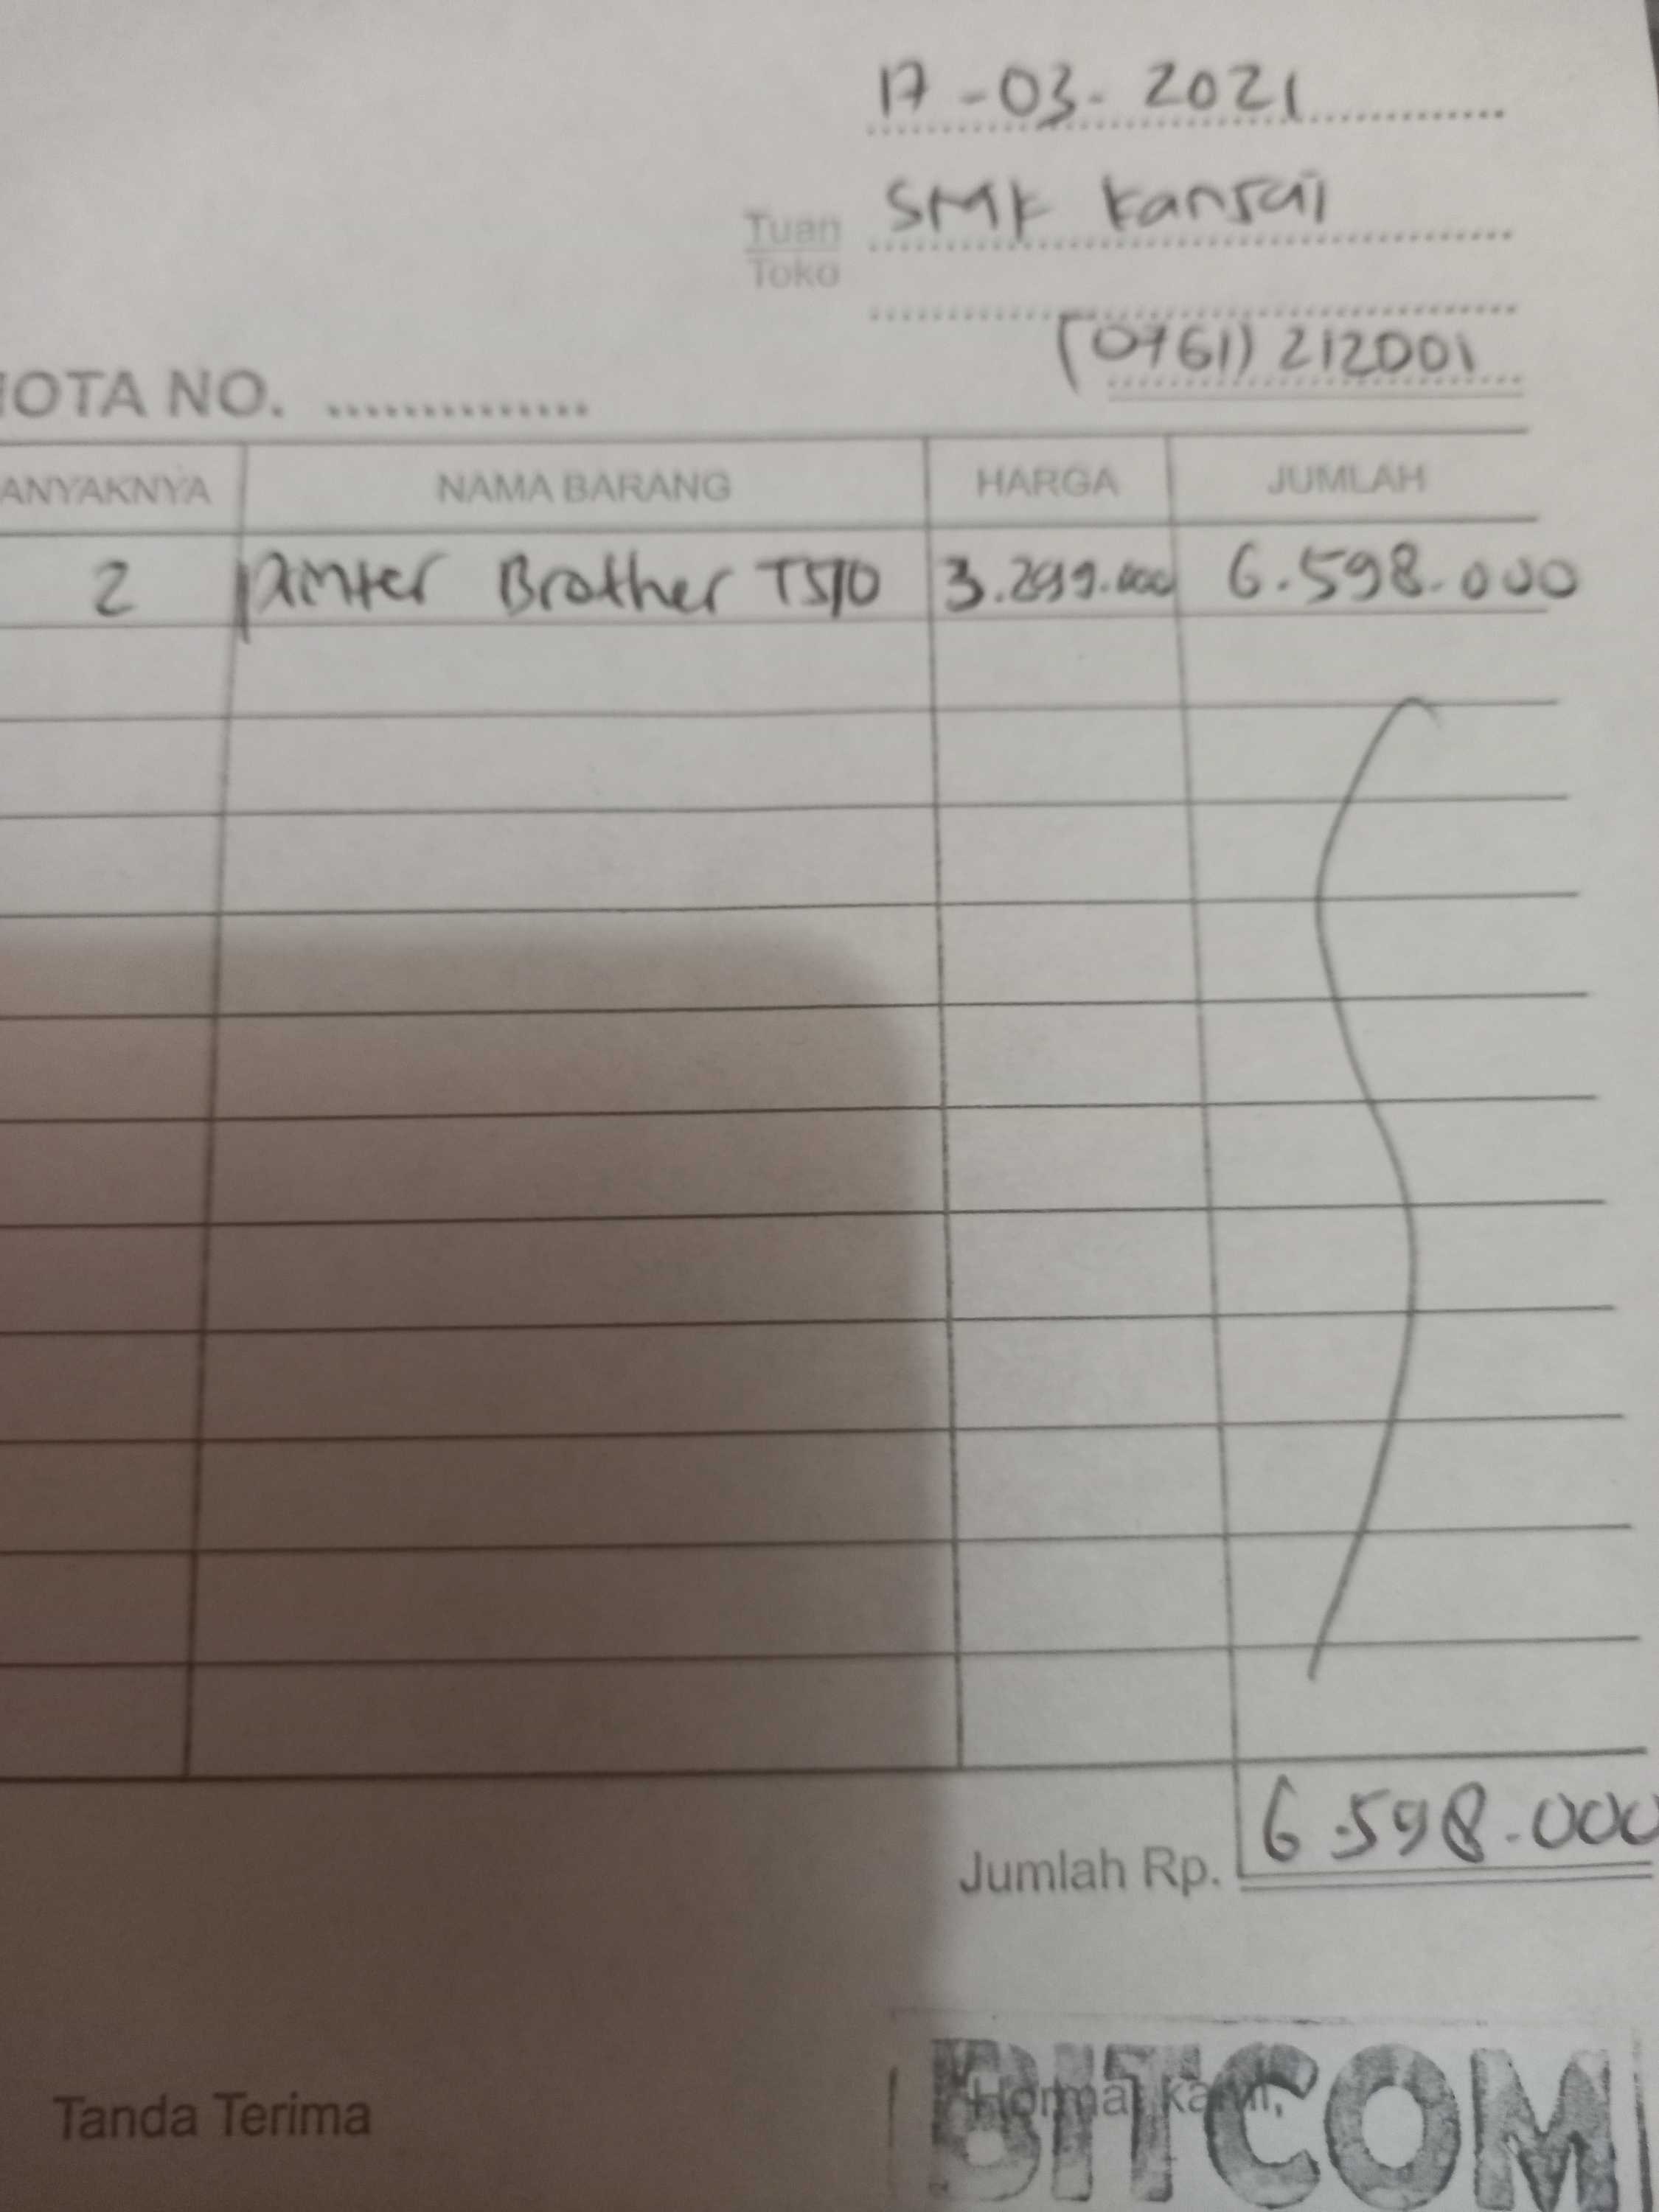 17-03-2021
Tuan SMK Kansai
Toko
(0761) 212001
NOTA NO. ..............
ANYAKNYA NAMA BARANG HARGA JUMLAH
2 Printer Brother T510 3.299.000 6.598.000
Jumlah Rp. 6.598.000
Tanda Terima Hormat kami,
BITCOM